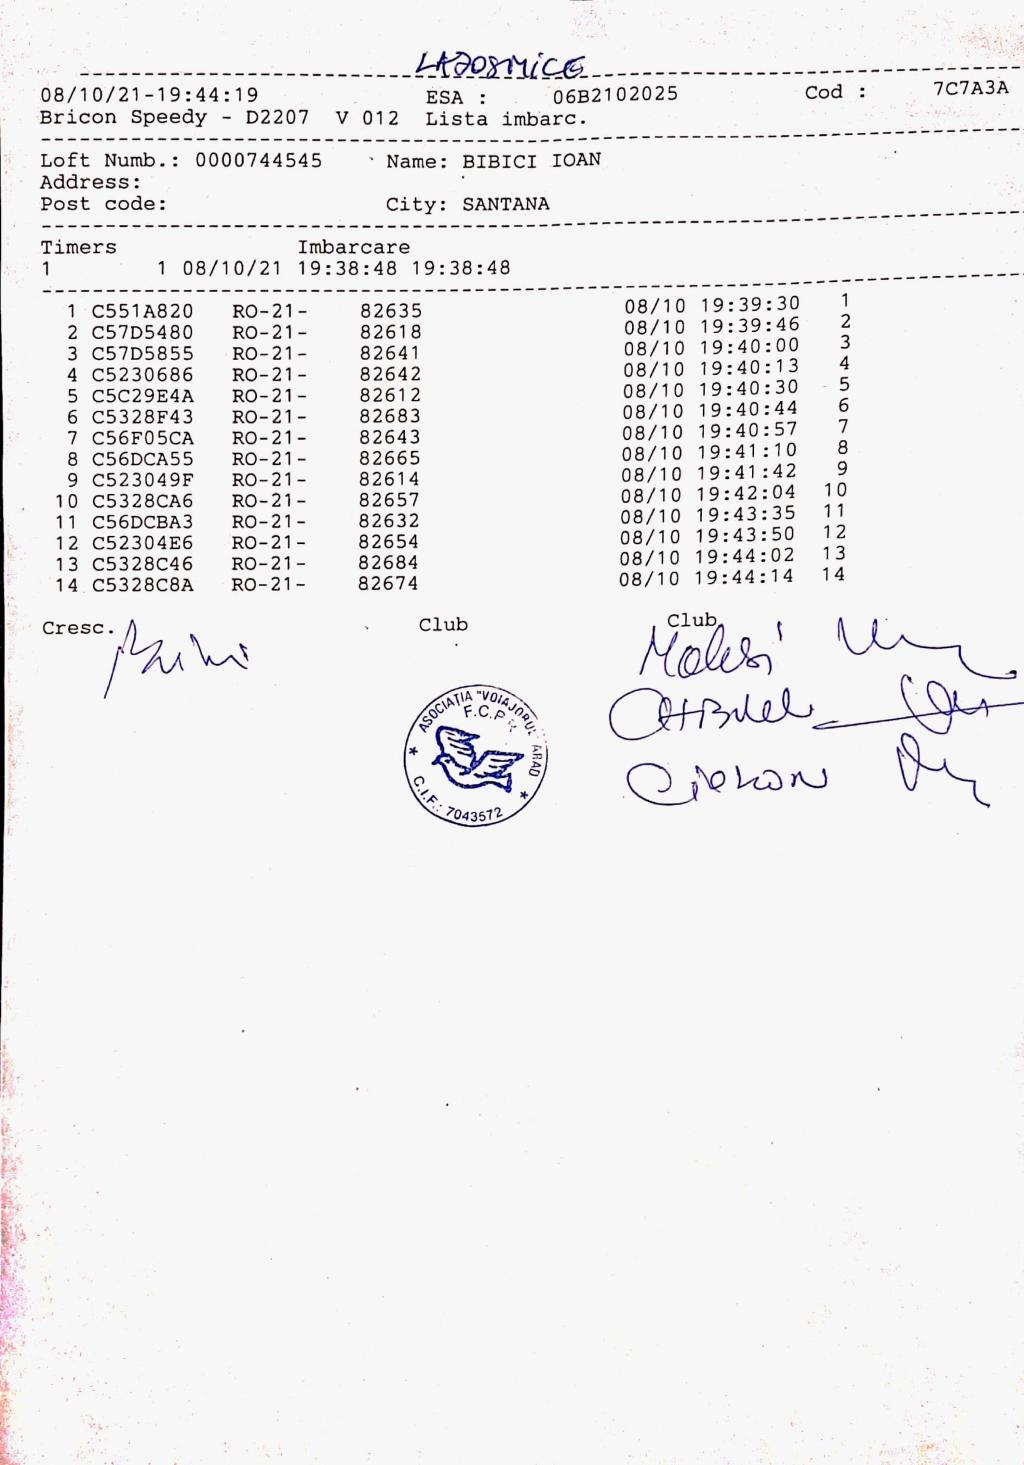 08/10/21-19:44:19 ESA : 06B2102025 Cod : 7C7A3A
Bricon Speedy - D2207 V 012 Lista imbarc.
Loft Numb.: 0000744545 Name: BIBICI IOAN
Address:
Post code: City: SANTANA
Timers Imbarcare
1 1 08/10/21 19:38:48 19:38:48
1 C551A820 RO-21- 82635 08/10 19:39:30 1
2 C57D5480 RO-21- 82618 08/10 19:39:46 2
3 C57D5855 RO-21- 82641 08/10 19:40:00 3
4 C5230686 RO-21- 82642 08/10 19:40:13 4
5 C5C29E4A RO-21- 82612 08/10 19:40:30 5
6 C5328F43 RO-21- 82683 08/10 19:40:44 6
7 C56F05CA RO-21- 82643 08/10 19:40:57 7
8 C56DCA55 RO-21- 82665 08/10 19:41:10 8
9 C523049F RO-21- 82614 08/10 19:41:42 9
10 C5328CA6 RO-21- 82657 08/10 19:42:04 10
11 C56DCBA3 RO-21- 82632 08/10 19:43:35 11
12 C52304E6 RO-21- 82654 08/10 19:43:50 12
13 C5328C46 RO-21- 82684 08/10 19:44:02 13
14 C5328C8A RO-21- 82674 08/10 19:44:14 14
Cresc. Club Club
ASOCIAȚIA "VOIAJORUL ARAD
F.C.P.R
* C.I.F.: 7043572 *